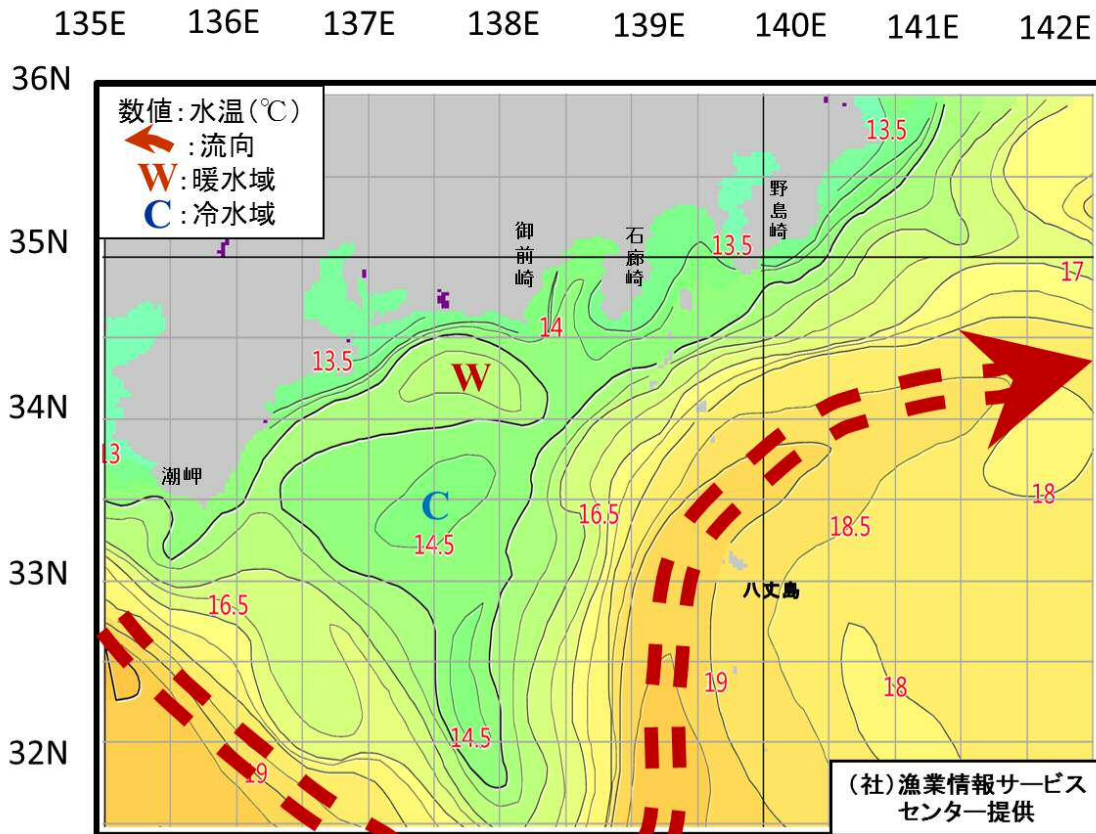 135E 136E 137E 138E 139E 140E 141E 142E
36N
数値:水温(℃)
:流向
W:暖水域
C:冷水域
13.5
野島崎
石廊崎
御前崎
35N
13.5
17
14
13.5
W
34N
13
潮岬
C
16.5
18
18.5
14.5
33N
八丈島
16.5
19
18
14.5
32N
19
(社)漁業情報サービス
センター提供